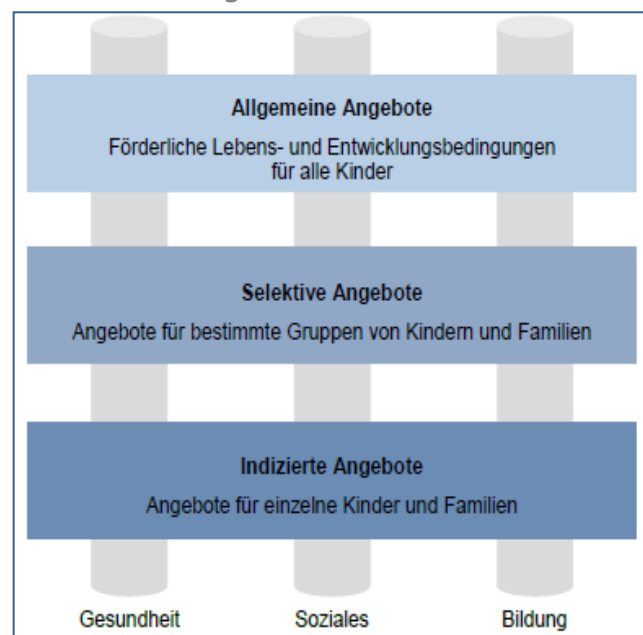 Allgemeine Angebote
Förderliche Lebens- und Entwicklungsbedingungen
für alle Kinder
Selektive Angebote
Angebote für bestimmte Gruppen von Kindern und Familien
Indizierte Angebote
Angebote für einzelne Kinder und Familien
Gesundheit Soziales Bildung